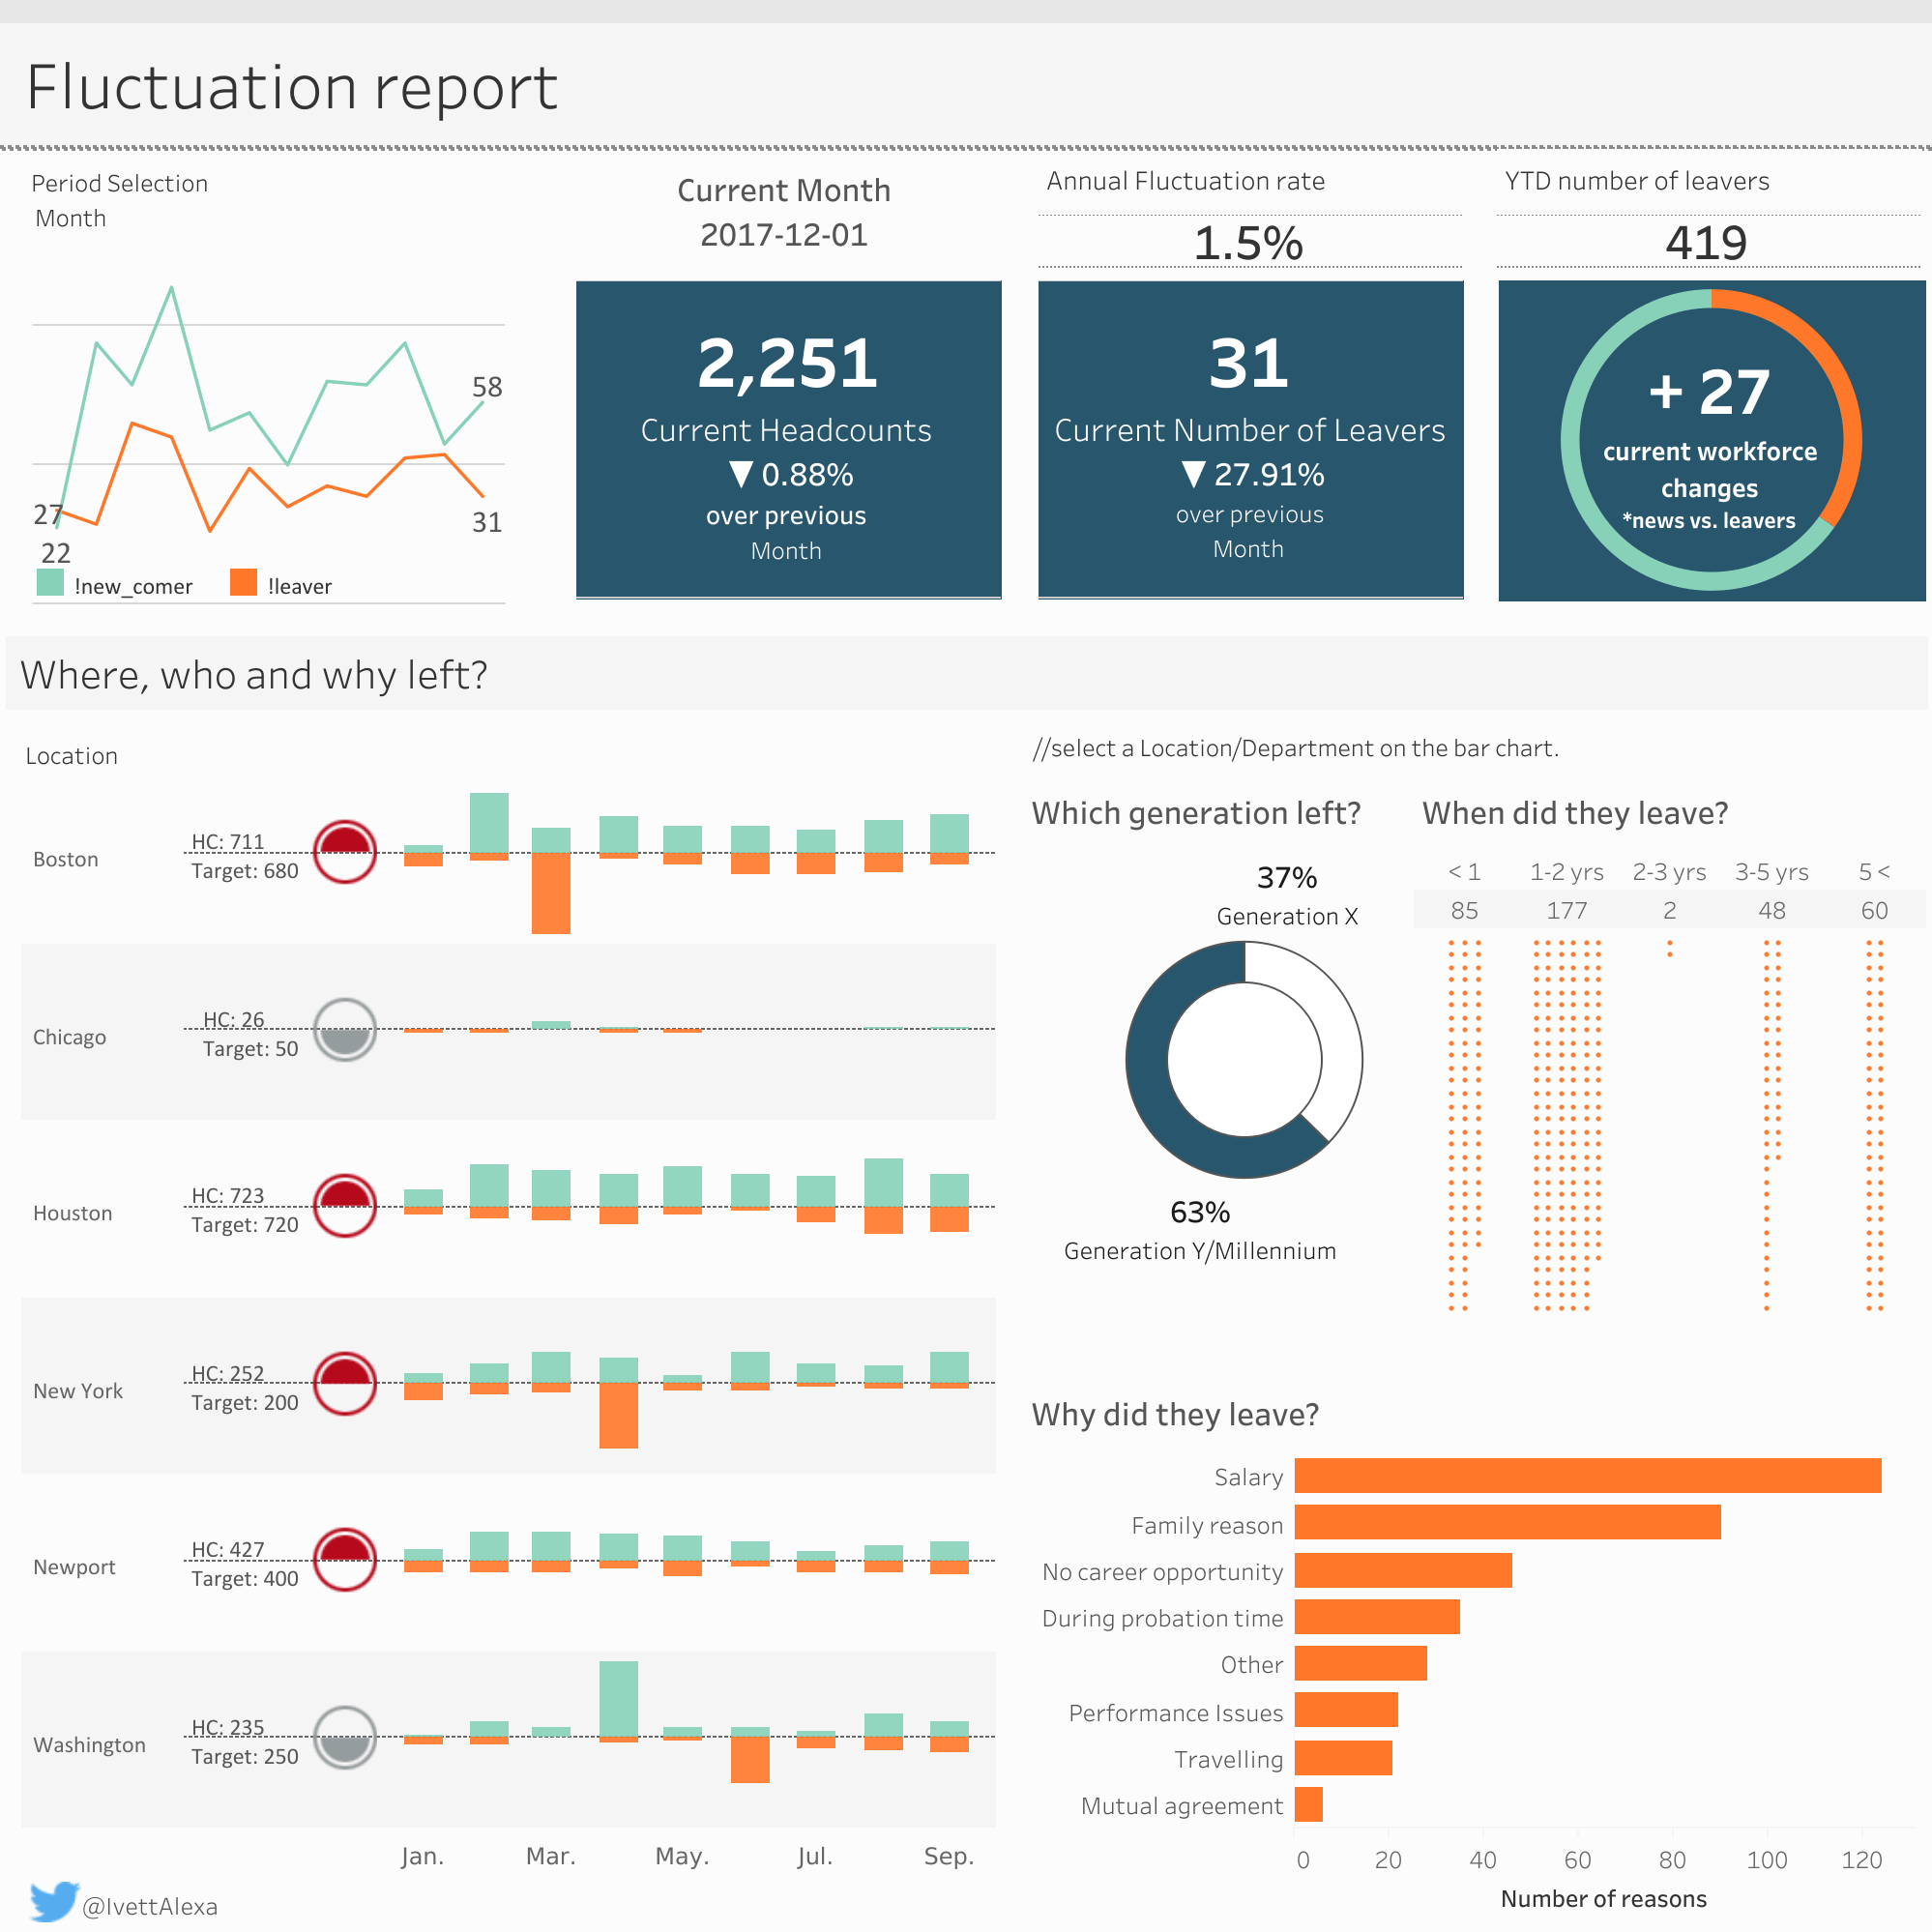 Fluctuation report
Period Selection
Month
58
27
31
22
!new_comer !leaver
Current Month
2017-12-01
2,251
Current Headcounts
▼ 0.88%
over previous
Month
Annual Fluctuation rate
1.5%
31
Current Number of Leavers
▼ 27.91%
over previous
Month
YTD number of leavers
419
+ 27
current workforce
changes
*news vs. leavers
Where, who and why left?
Location
Boston
HC: 711
Target: 680
Chicago
HC: 26
Target: 50
Houston
HC: 723
Target: 720
New York
HC: 252
Target: 200
Newport
HC: 427
Target: 400
Washington
HC: 235
Target: 250
Jan. Mar. May. Jul. Sep.
@IvettAlexa
//select a Location/Department on the bar chart.
Which generation left?
37%
Generation X
63%
Generation Y/Millennium
When did they leave?
< 1 1-2 yrs 2-3 yrs 3-5 yrs 5 <
85 177 2 48 60
Why did they leave?
Salary
Family reason
No career opportunity
During probation time
Other
Performance Issues
Travelling
Mutual agreement
0 20 40 60 80 100 120
Number of reasons